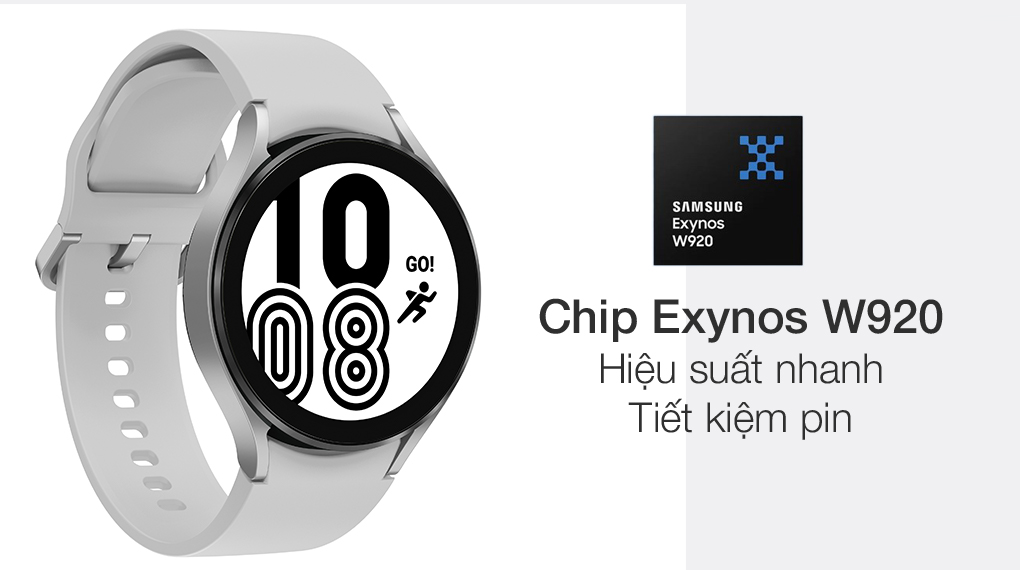 10
GO!
08
SAMSUNG
Exynos
W920
Chip Exynos W920
Hiệu suất nhanh
Tiết kiệm pin